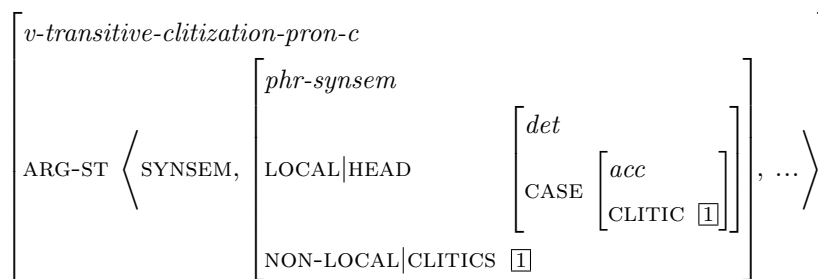 v-transitive-clitization-pron-c
phr-synsem
det
ARG-ST ⟨ SYNSEM, LOCAL|HEAD CASE acc , ... ⟩
CLITIC 1
NON-LOCAL|CLITICS 1